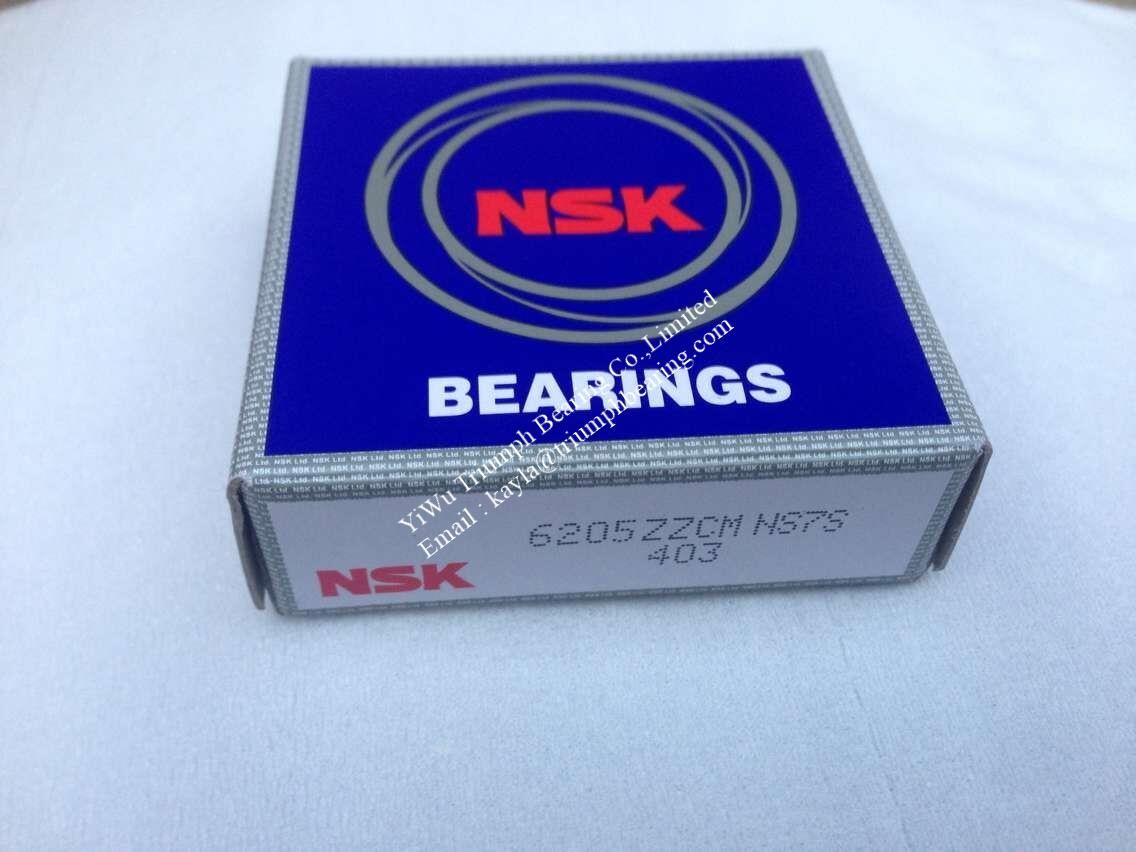 NSK
BEARINGS
YiWu Triumph Bearing Co.,Limited
Email : kayla@triumphbearing.com
6205ZZCM NS7S
403
NSK